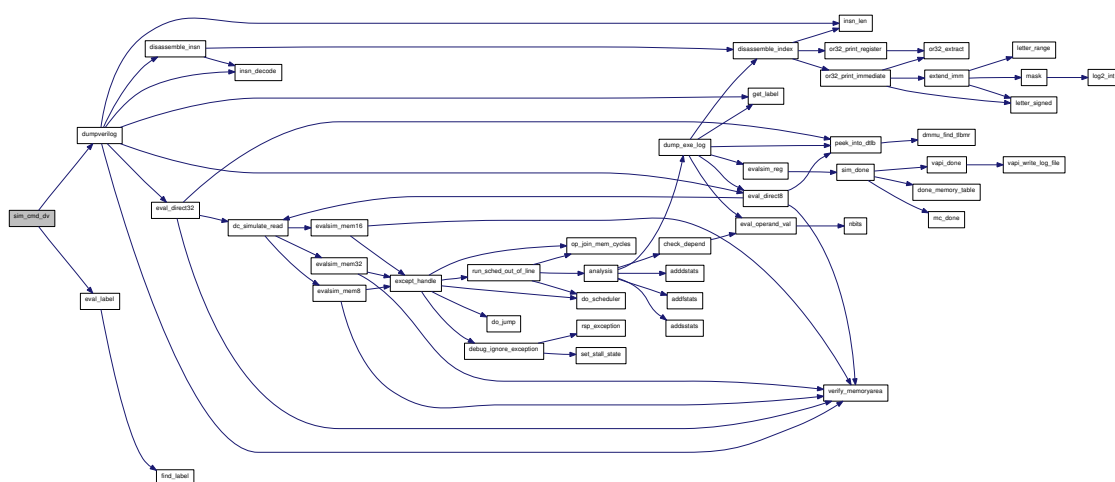 insn_len
disassemble_insn
disassemble_index
or32_print_register
or32_extract
letter_range
insn_decode
or32_print_immediate
extend_imm
mask
log2_int
get_label
letter_signed
dumpverilog
dump_exe_log
peek_into_dtlb
dmmu_find_tlbmr
evalsim_reg
sim_done
vapi_done
vapi_write_log_file
eval_direct8
done_memory_table
sim_cmd_dv
eval_direct32
dc_simulate_read
evalsim_mem16
eval_operand_val
rbits
mc_done
op_join_mem_cycles
check_depend
evalsim_mem32
run_sched_out_of_line
analysis
adddstats
except_handle
evalsim_mem8
eval_label
do_scheduler
addfstats
do_jump
rsp_exception
addsstats
debug_ignore_exception
set_stall_state
verify_memoryarea
find_label